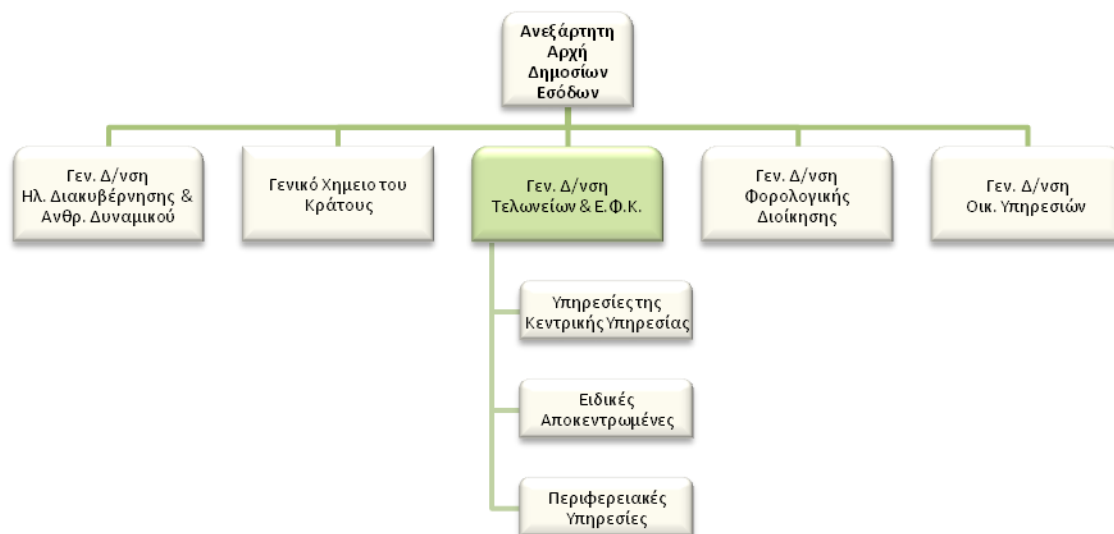 Ανεξάρτητη
Αρχή
Δημοσίων
Εσόδων
Γεν. Δ/νση
Ηλ. Διακυβέρνησης &
Ανθρ. Δυναμικού
Γενικό Χημειο του
Κράτους
Γεν. Δ/νση
Τελωνείων & Ε.Φ.Κ.
Γεν. Δ/νση
Φορολογικής
Διοίκησης
Γεν. Δ/νση
Οικ. Υπηρεσιών
Υπηρεσίες της
Κεντρικής Υπηρεσίας
Ειδικές
Αποκεντρωμένες
Περιφερειακές
Υπηρεσίες